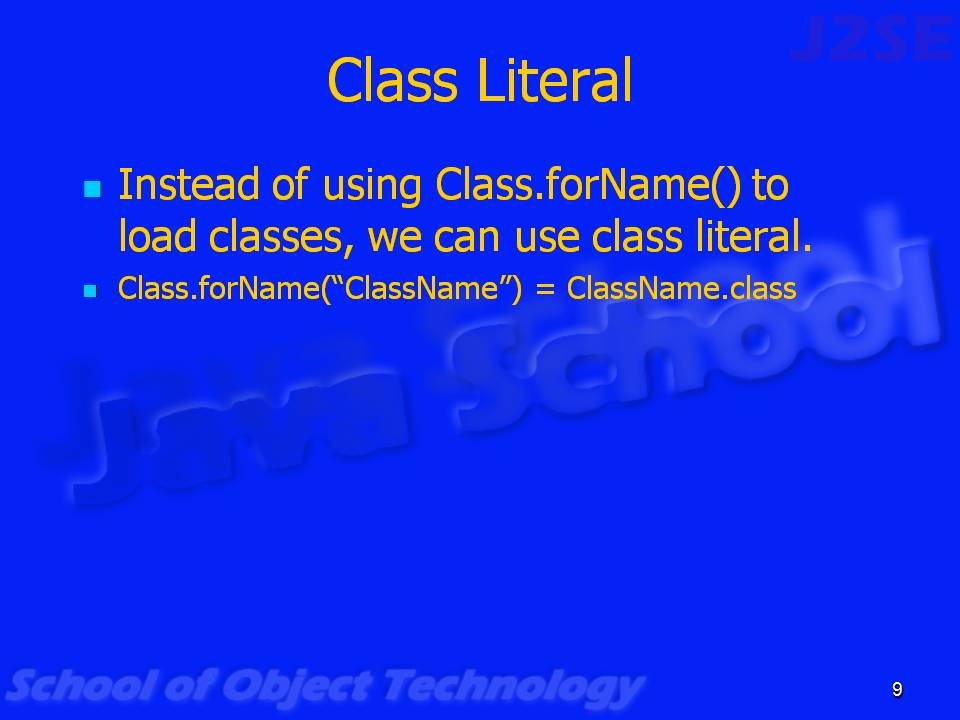 J2SE
Class Literal
Instead of using Class.forName() to
load classes, we can use class literal.
Class.forName(“ClassName”) = ClassName.class
Java School
School of Object Technology
9